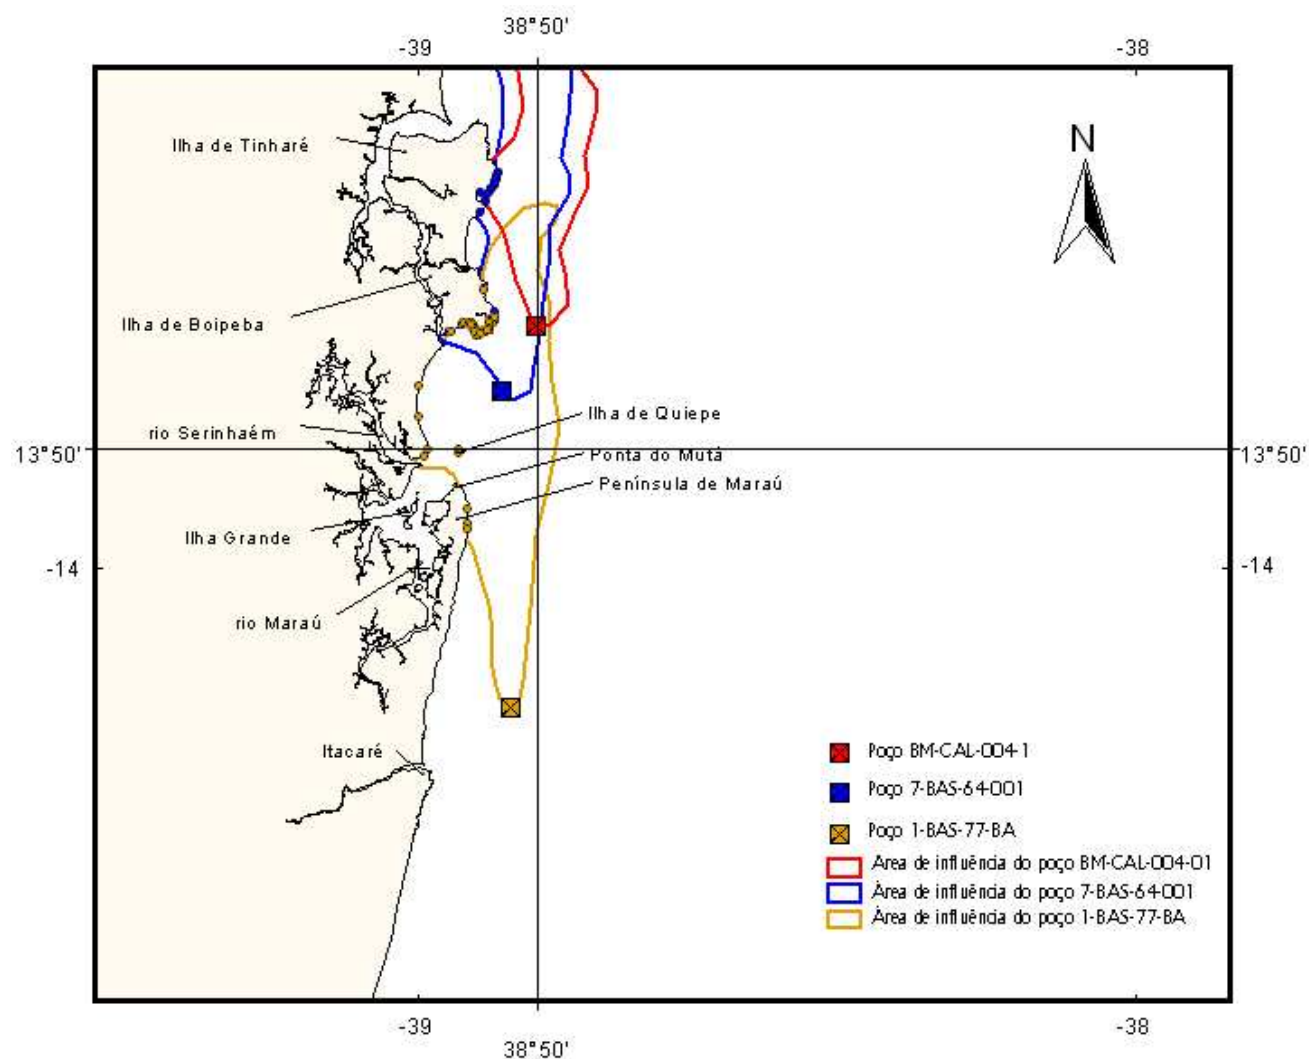 38°50'
-39
-38
N
Ilha de Tinharé
Ilha de Boipeba
Ilha de Quiepe
rio Serinhaém
13°50'
13°50'
Ponta do Mutá
Península de Maraú
Ilha Grande
-14
-14
rio Maraú
Itacaré
Poço BM-CAL-004-1
Poço 7-BAS-64-001
Poço 1-BAS-77-BA
Área de influência do poço BM-CAL-004-01
Área de influência do poço 7-BAS-64-001
Área de influência do poço 1-BAS-77-BA
-39
-38
38°50'